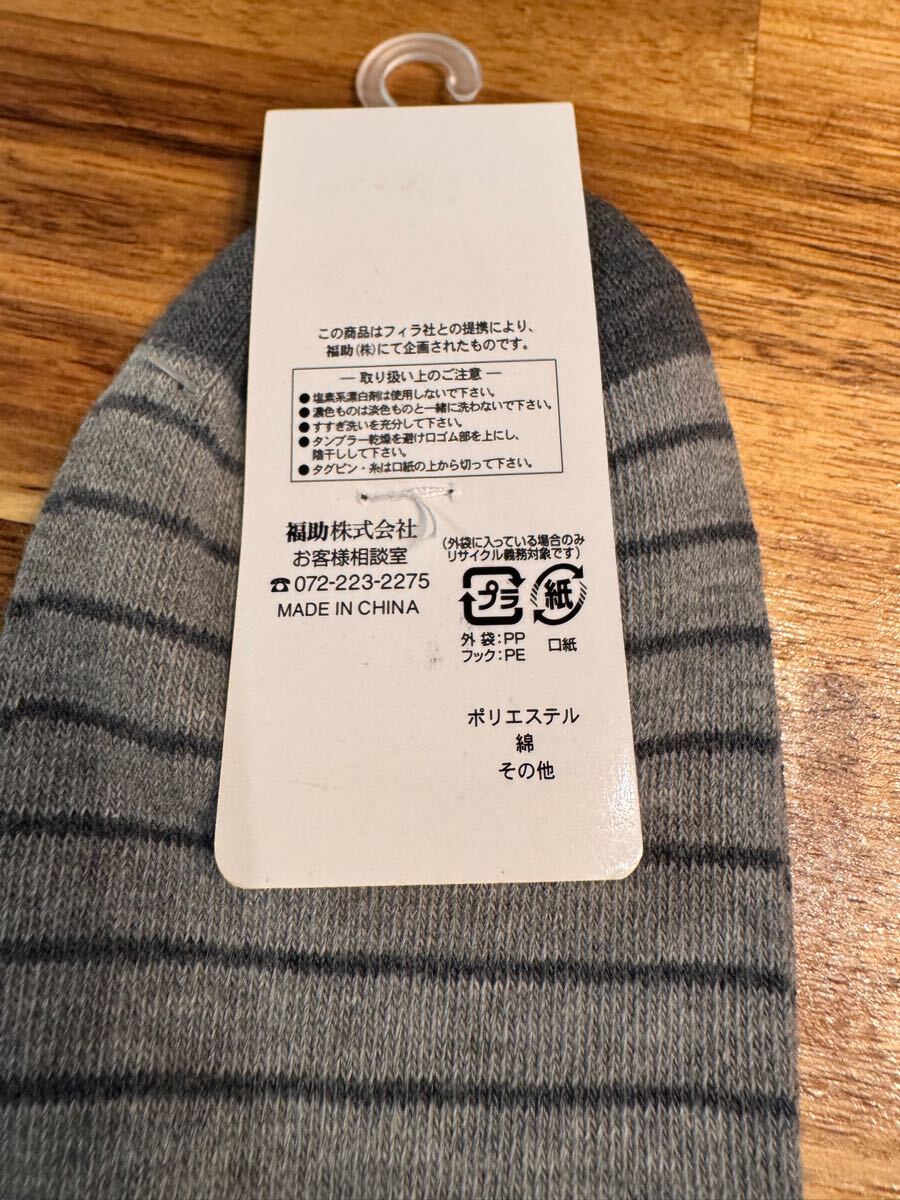 この商品はフィラ社との提携により、
福助(株)にて企画されたものです。
― 取り扱い上のご注意 ―
●塩素系漂白剤は使用しないで下さい。
●濃色ものは淡色ものと一緒に洗わないで下さい。
●すすぎ洗いを充分して下さい。
●タンブラー乾燥を避け口ゴム部を上にし、
陰干しして下さい。
●タグピン・糸は口紙の上から切って下さい。
福助株式会社
お客様相談室
☎072-223-2275
MADE IN CHINA
(外袋に入っている場合のみ
リサイクル義務対象です)
プラ 紙
外袋:PP 口紙
フック:PE
ポリエステル
綿
その他